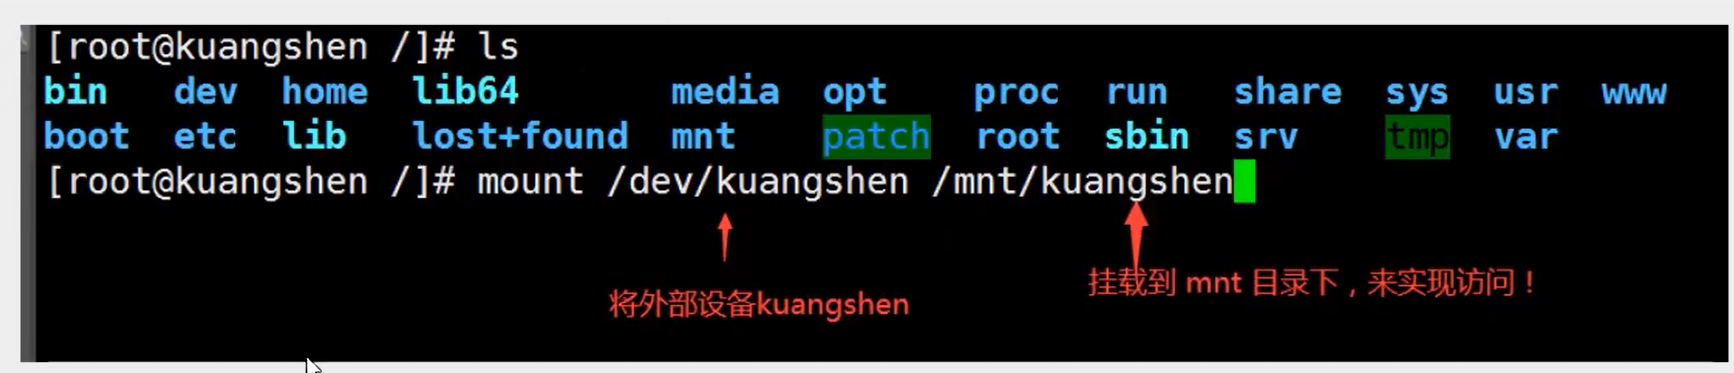 [root@kuangshen /]# ls
bin dev home lib64 media opt proc run share sys usr www
boot etc lib lost+found mnt patch root sbin srv tmp var
[root@kuangshen /]# mount /dev/kuangshen /mnt/kuangshen
将外部设备kuangshen
挂载到 mnt 目录下，来实现访问！